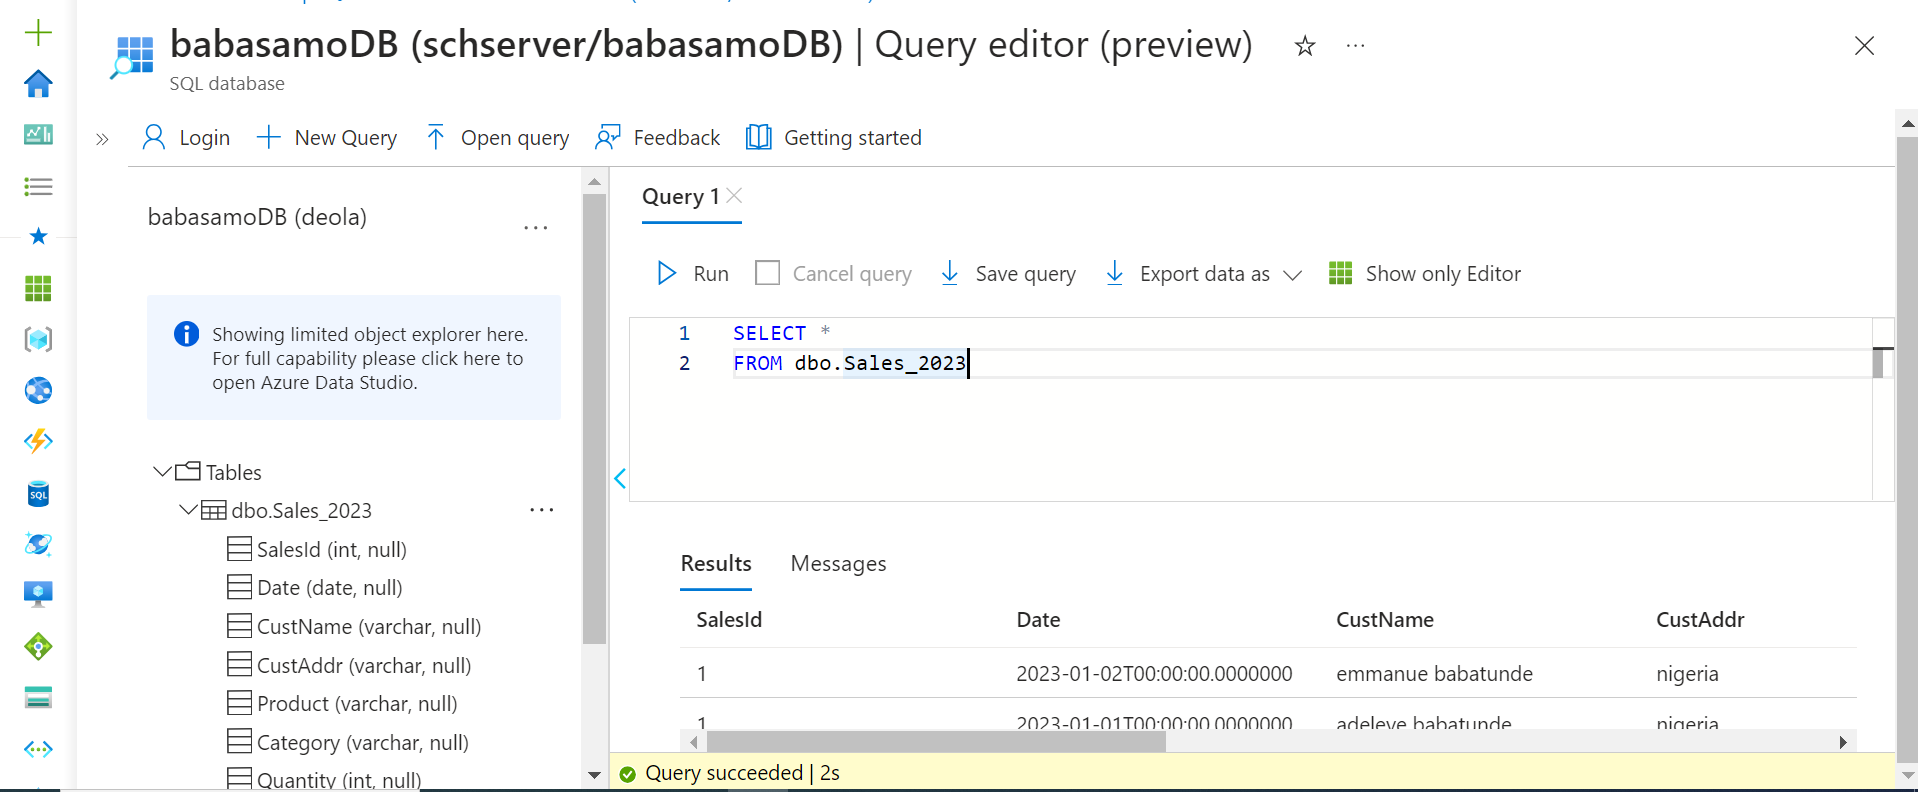 babasamoDB (schserver/babasamoDB) | Query editor (preview)
SQL database
Login
New Query
Open query
Feedback
Getting started
babasamoDB (deola)
Showing limited object explorer here.
For full capability please click here to
open Azure Data Studio.
Tables
dbo.Sales_2023
SalesId (int, null)
Date (date, null)
CustName (varchar, null)
CustAddr (varchar, null)
Product (varchar, null)
Category (varchar, null)
Quantity (int, null)
Query 1
Run
Cancel query
Save query
Export data as
Show only Editor
1 SELECT *
2 FROM dbo.Sales_2023
Results Messages
SalesId Date CustName CustAddr
1 2023-01-02T00:00:00.0000000 emmanue babatunde nigeria
1 2023-01-01T00:00:00.0000000 adeleye babatunde nigeria
Query succeeded | 2s
SQL